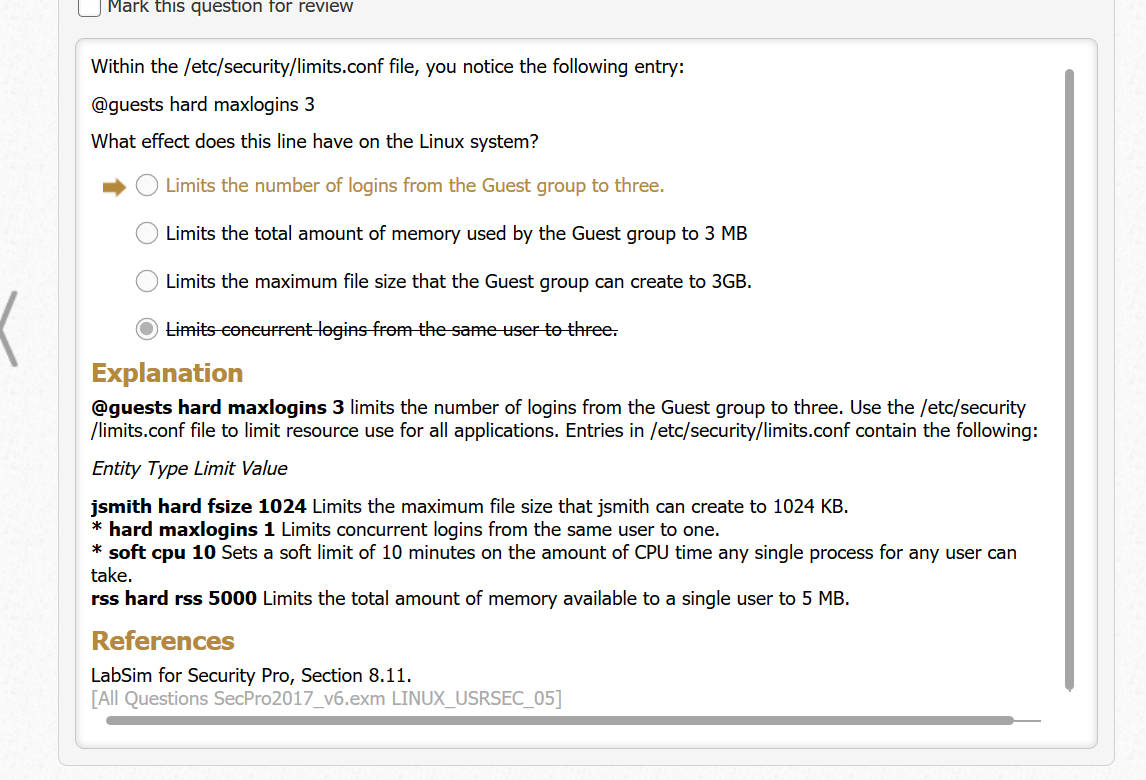 Mark this question for review
Within the /etc/security/limits.conf file, you notice the following entry:
@guests hard maxlogins 3
What effect does this line have on the Linux system?
Limits the number of logins from the Guest group to three.
Limits the total amount of memory used by the Guest group to 3 MB
Limits the maximum file size that the Guest group can create to 3GB.
Limits concurrent logins from the same user to three.
Explanation
@guests hard maxlogins 3 limits the number of logins from the Guest group to three. Use the /etc/security
/limits.conf file to limit resource use for all applications. Entries in /etc/security/limits.conf contain the following:
Entity Type Limit Value
jsmith hard fsize 1024 Limits the maximum file size that jsmith can create to 1024 KB.
* hard maxlogins 1 Limits concurrent logins from the same user to one.
* soft cpu 10 Sets a soft limit of 10 minutes on the amount of CPU time any single process for any user can
take.
rss hard rss 5000 Limits the total amount of memory available to a single user to 5 MB.
References
LabSim for Security Pro, Section 8.11.
[All Questions SecPro2017_v6.exm LINUX_USRSEC_05]